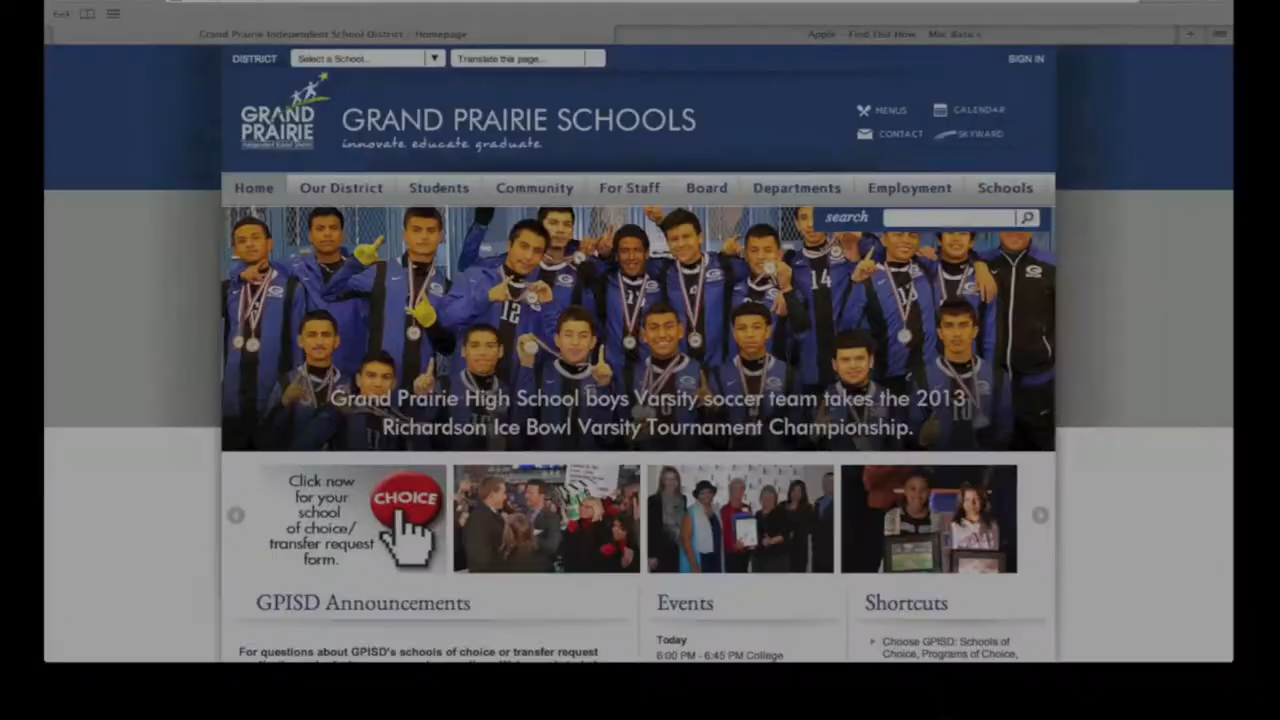 Grand Prairie Independent School District : Homepage
Apple - Find Out How - Mac Basics
+
DISTRICT
Select a School...
Translate this page...
SIGN IN
GRAND
PRAIRIE
Independent School District
GRAND PRAIRIE SCHOOLS
innovate educate graduate
MENUS
CALENDAR
CONTACT
SKYWARD
Home
Our District
Students
Community
For Staff
Board
Departments
Employment
Schools
search
14
12
Grand Prairie High School boys Varsity soccer team takes the 2013
Richardson Ice Bowl Varsity Tournament Championship.
Click now
for your
school
of choice/
transfer request
form.
CHOICE
GPISD Announcements
For questions about GPISD's schools of choice or transfer request
Events
Today
6:00 PM - 6:45 PM College
Shortcuts
Choose GPISD: Schools of
Choice, Programs of Choice,